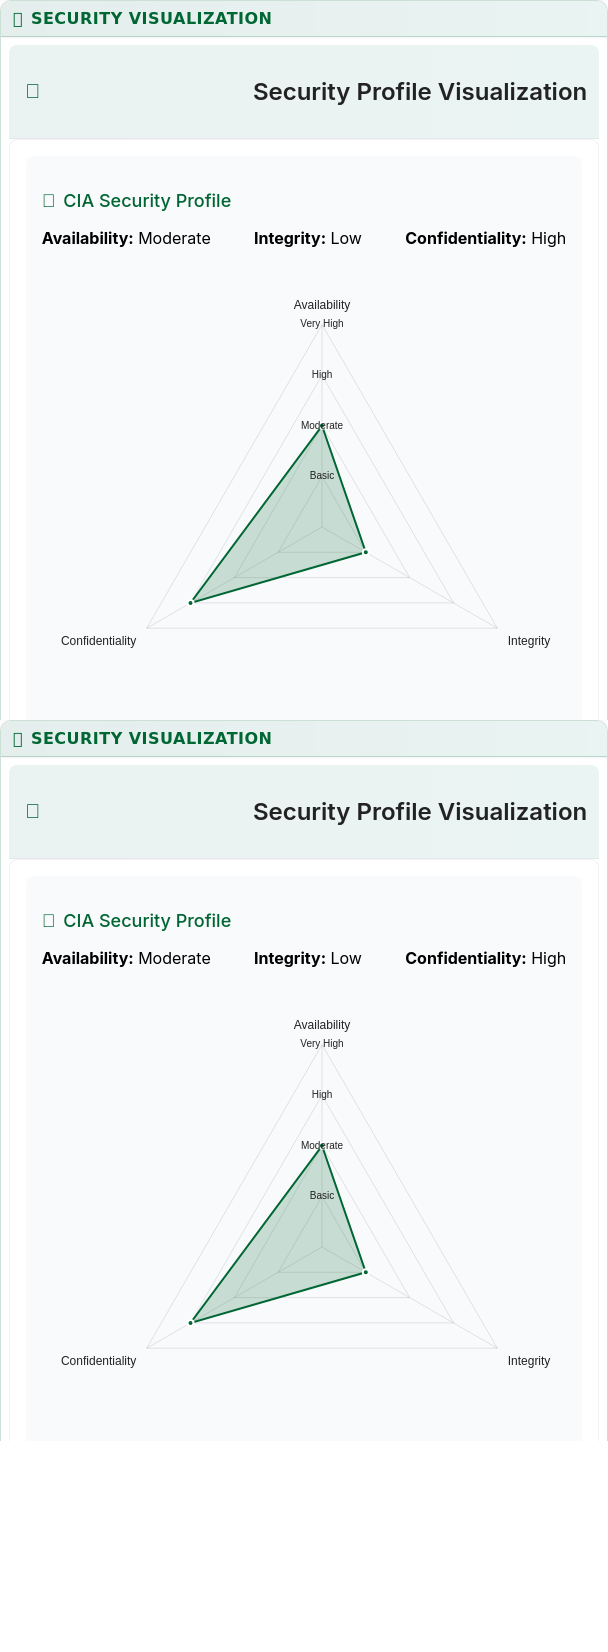 SECURITY VISUALIZATION
Security Profile Visualization
CIA Security Profile
Availability: Moderate Integrity: Low Confidentiality: High
Availability
Very High
High
Moderate
Basic
Confidentiality
Integrity
SECURITY VISUALIZATION
Security Profile Visualization
CIA Security Profile
Availability: Moderate Integrity: Low Confidentiality: High
Availability
Very High
High
Moderate
Basic
Confidentiality
Integrity